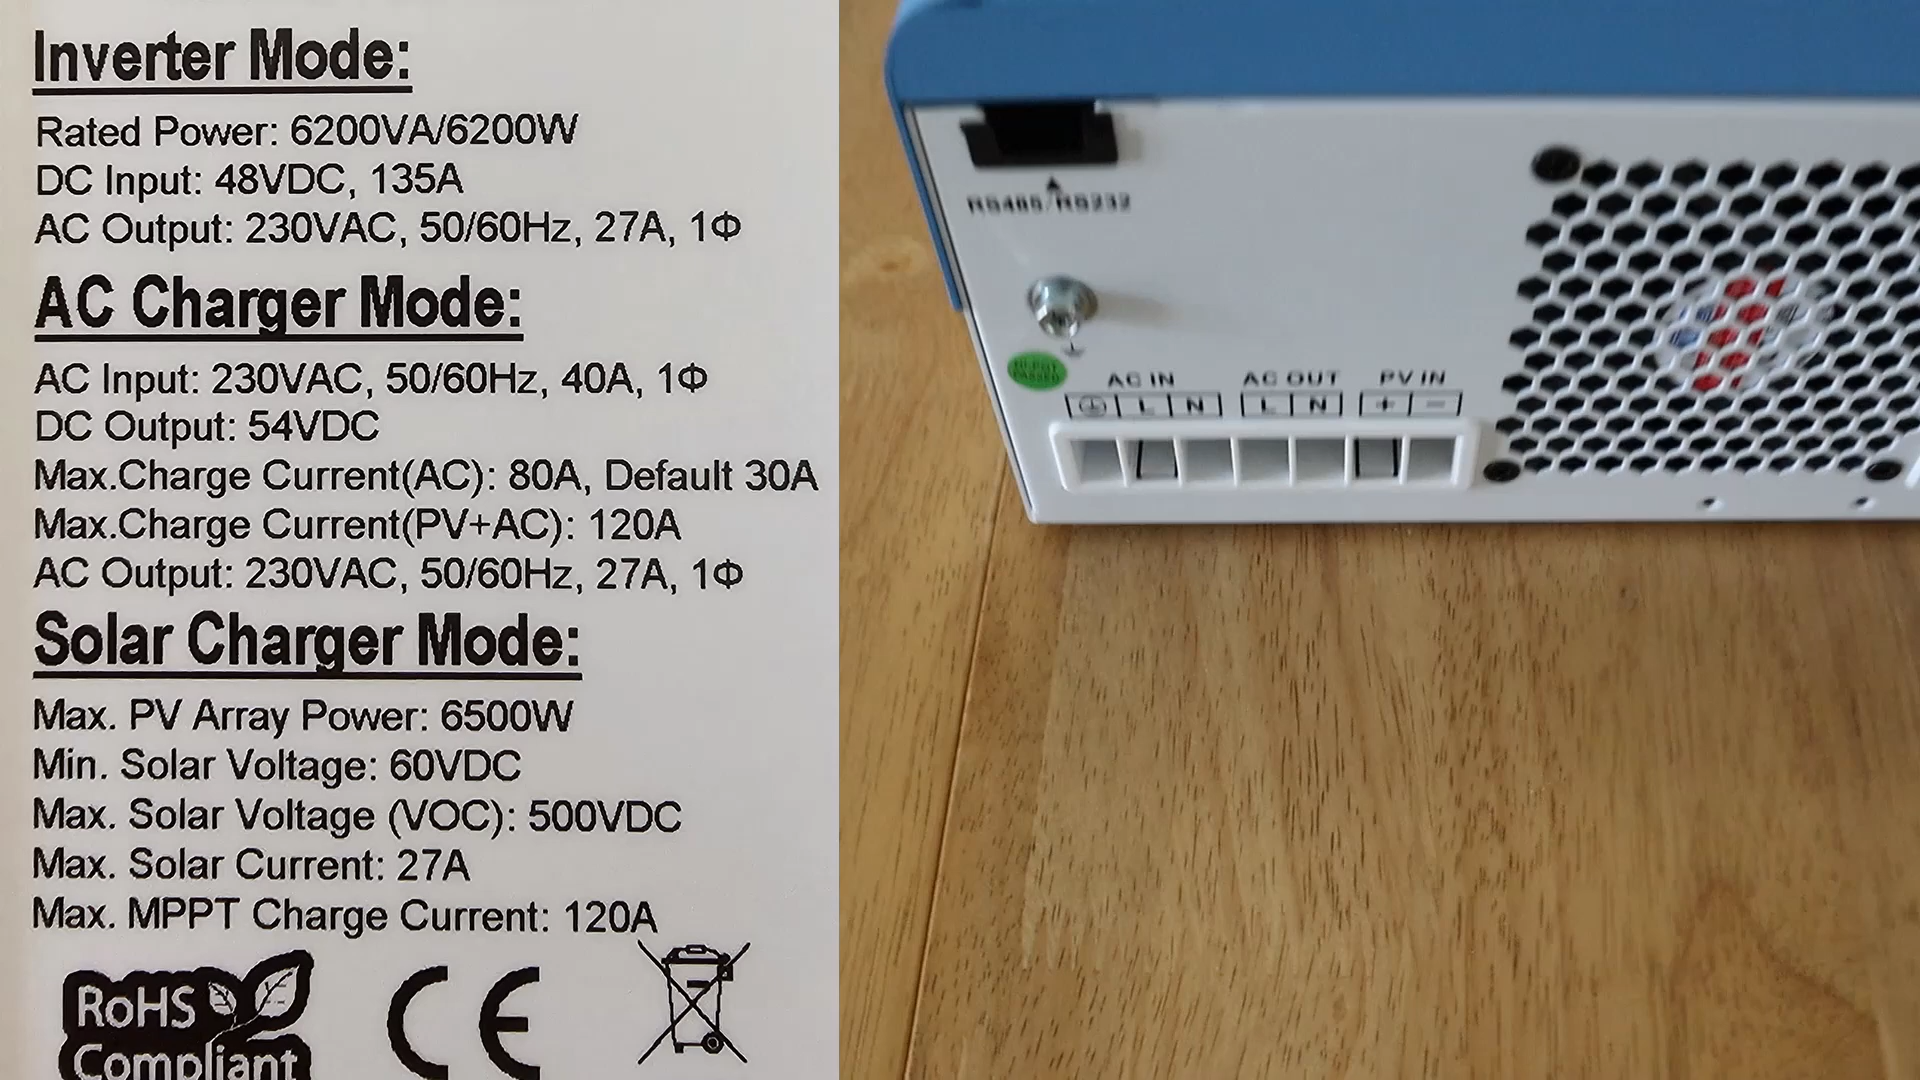 Inverter Mode:
Rated Power: 6200VA/6200W
DC Input: 48VDC, 135A
AC Output: 230VAC, 50/60Hz, 27A, 1Φ
AC Charger Mode:
AC Input: 230VAC, 50/60Hz, 40A, 1Φ
DC Output: 54VDC
Max.Charge Current(AC): 80A, Default 30A
Max.Charge Current(PV+AC): 120A
AC Output: 230VAC, 50/60Hz, 27A, 1Φ
Solar Charger Mode:
Max. PV Array Power: 6500W
Min. Solar Voltage: 60VDC
Max. Solar Voltage (VOC): 500VDC
Max. Solar Current: 27A
Max. MPPT Charge Current: 120A
RoHS
Compliant
CE
RS485/RS232
HI-POT
PASSED
AC IN AC OUT PV IN
L N L N + −